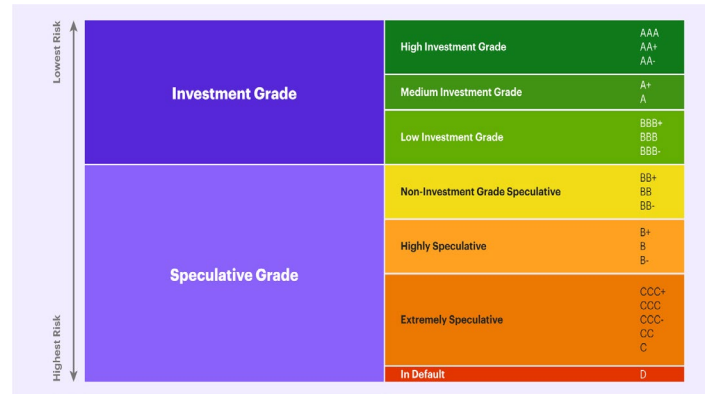 Lowest Risk
Highest Risk
Investment Grade
High Investment Grade
AAA
AA+
AA-
Medium Investment Grade
A+
A
Low Investment Grade
BBB+
BBB
BBB-
Speculative Grade
Non-Investment Grade Speculative
BB+
BB
BB-
Highly Speculative
B+
B
B-
Extremely Speculative
CCC+
CCC
CCC-
CC
C
In Default
D